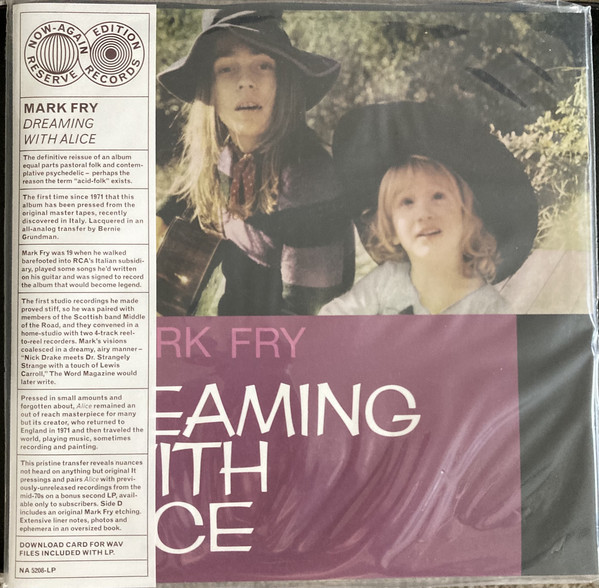 NOW-AGAIN
RESERVE
EDITION
RECORDS
MARK FRY
DREAMING
WITH ALICE
The definitive reissue of an album
equal parts pastoral folk and contem-
plative psychedelic – perhaps the
reason the term “acid-folk” exists.
The first time since 1971 that this
album has been pressed from the
original master tapes, recently
discovered in Italy. Lacquered in an
all-analog transfer by Bernie
Grundman.
Mark Fry was 19 when he walked
barefooted into RCA's Italian subsidi-
ary, played some songs he'd written
on his guitar and was signed to record
the album that would become legend.
The first studio recordings he made
proved stiff, so he was paired with
members of the Scottish band Middle
of the Road, and they convened in a
home-studio with two 4-track reel-
to-reel recorders. Mark's visions
coalesced in a dreamy, airy manner–
“Nick Drake meets Dr. Strangely
Strange with a touch of Lewis
Carroll,” The Word Magazine would
later write.
Pressed in small amounts and
forgotten about, Alice remained an
out of reach masterpiece for many
but its creator, who returned to
England in 1971 and then traveled the
world, playing music, sometimes
recording and painting.
This pristine transfer reveals nuances
not heard on anything but original It
pressings and pairs Alice with previ-
ously-unreleased recordings from the
mid-70s on a bonus second LP, avail-
able only to subscribers. Side D
includes an original Mark Fry etching.
Extensive liner notes, photos and
ephemera in an oversized book.
DOWNLOAD CARD FOR WAV
FILES INCLUDED WITH LP.
NA 5208-LP
RK FRY
EAMING
ITH
CE